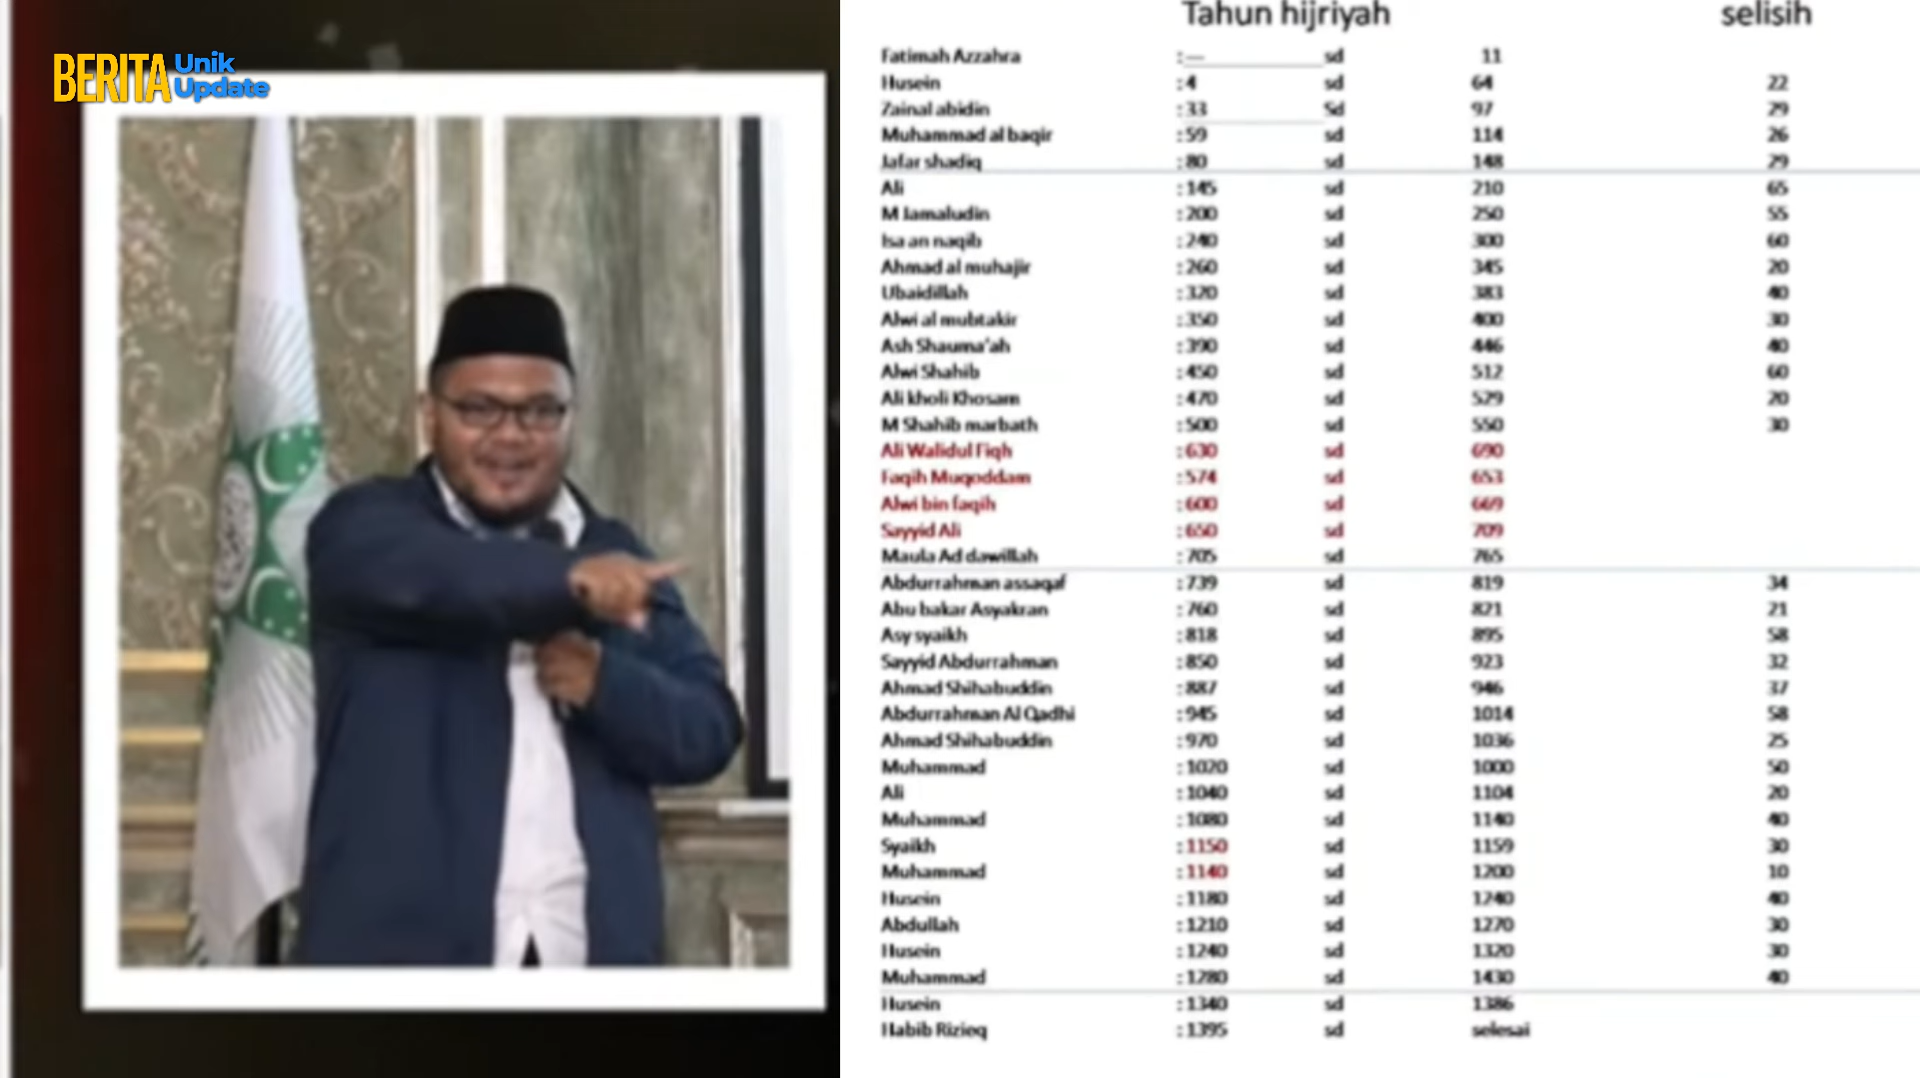 BERITA Unik Update
Tahun hijriyah selisih
Fatimah Azzahra :--- sd 11
Husein : 4 sd 64 22
Zainal abidin : 33 Sd 97 29
Muhammad al baqir : 59 sd 114 26
Jafar shadiq : 80 sd 148 29
Ali : 145 sd 210 65
M Jamaludin : 200 sd 250 55
Isa an naqib : 240 sd 300 60
Ahmad al muhajir : 260 sd 345 20
Ubaidillah : 320 sd 383 40
Alwi al mubtakir : 350 sd 400 30
Ash Shauma'ah : 390 sd 446 40
Alwi Shahib : 450 sd 512 60
Ali kholi Khosam : 470 sd 529 20
M Shahib marbath : 500 sd 550 30
Ali Walidul Fiqh : 630 sd 690
Faqih Muqoddam : 574 sd 653
Alwi bin faqih : 600 sd 669
Sayyid Ali : 650 sd 709
Maula Ad dawillah : 705 sd 765
Abdurrahman assaqaf : 739 sd 819 34
Abu bakar Asyakran : 760 sd 821 21
Asy syaikh : 818 sd 895 58
Sayyid Abdurrahman : 850 sd 923 32
Ahmad Shihabuddin : 887 sd 946 37
Abdurrahman Al Qadhi : 945 sd 1014 58
Ahmad Shihabuddin : 970 sd 1036 25
Muhammad : 1020 sd 1000 50
Ali : 1040 sd 1104 20
Muhammad : 1080 sd 1140 40
Syaikh : 1150 sd 1159 30
Muhammad : 1140 sd 1200 10
Husein : 1180 sd 1240 40
Abdullah : 1210 sd 1270 30
Husein : 1240 sd 1320 30
Muhammad : 1280 sd 1430 40
Husein : 1340 sd 1386
Habib Rizieq : 1395 sd selesai